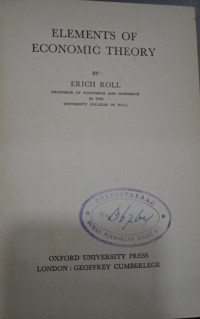 ELEMENTS OF
ECONOMIC THEORY
BY
ERICH ROLL
PROFESSOR OF ECONOMICS AND COMMERCE
IN THE
UNIVERSITY COLLEGE OF HULL
OXFORD UNIVERSITY PRESS
LONDON: GEOFFREY CUMBERLEGE